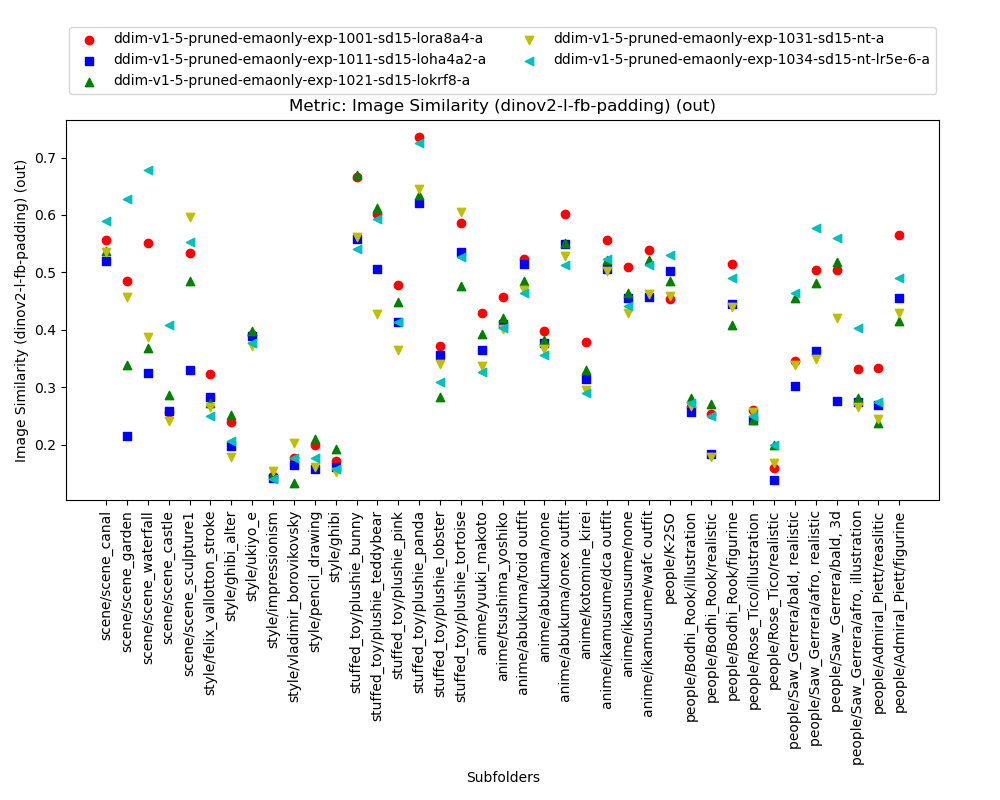 ddim-v1-5-pruned-emaonly-exp-1001-sd15-lora8a4-a
ddim-v1-5-pruned-emaonly-exp-1011-sd15-loha4a2-a
ddim-v1-5-pruned-emaonly-exp-1021-sd15-lokrf8-a
ddim-v1-5-pruned-emaonly-exp-1031-sd15-nt-a
ddim-v1-5-pruned-emaonly-exp-1034-sd15-nt-lr5e-6-a
Metric: Image Similarity (dinov2-l-fb-padding) (out)
Image Similarity (dinov2-l-fb-padding) (out)
0.7
0.6
0.5
0.4
0.3
0.2
scene/scene_canal
scene/scene_garden
scene/scene_waterfall
scene/scene_castle
scene/scene_sculpture1
style/felix_vallotton_stroke
style/ghibi_alter
style/ukiyo_e
style/impressionism
style/vladimir_borovikovsky
style/pencil_drawing
style/ghibi
stuffed_toy/plushie_bunny
stuffed_toy/plushie_teddybear
stuffed_toy/plushie_pink
stuffed_toy/plushie_panda
stuffed_toy/plushie_lobster
stuffed_toy/plushie_tortoise
anime/yuuki_makoto
anime/tsushima_yoshiko
anime/abukuma/toid outfit
anime/abukuma/none
anime/abukuma/onex outfit
anime/kotomine_kirei
anime/ikamusume/dca outfit
anime/ikamusume/none
anime/ikamusume/wafc outfit
people/K-2SO
people/Bodhi_Rook/illustration
people/Bodhi_Rook/realistic
people/Bodhi_Rook/figurine
people/Rose_Tico/illustration
people/Rose_Tico/realistic
people/Saw_Gerrera/bald, realistic
people/Saw_Gerrera/afro, realistic
people/Saw_Gerrera/bald, 3d
people/Saw_Gerrera/afro, illustration
people/Admiral_Piett/reaslitic
people/Admiral_Piett/figurine
Subfolders